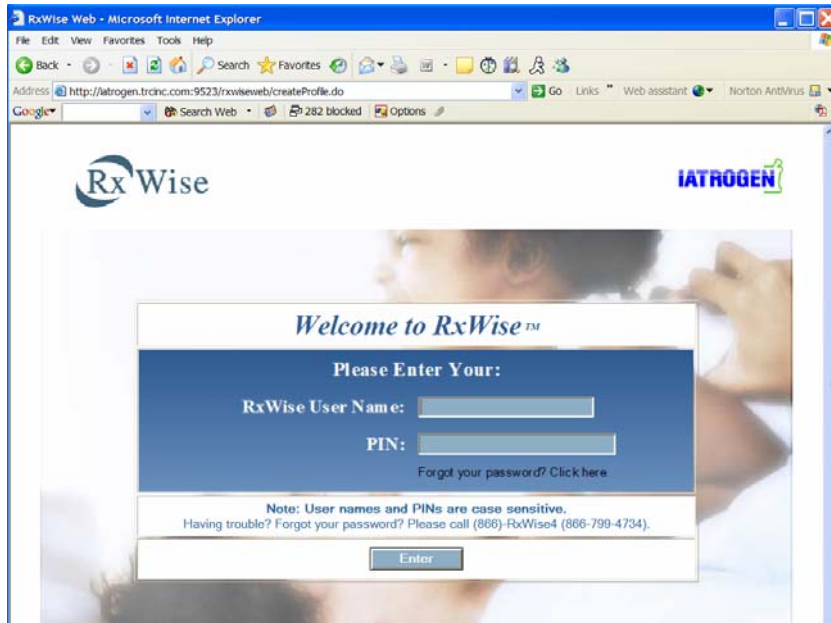 RxWise Web - Microsoft Internet Explorer
File Edit View Favorites Tools Help
Back Search Favorites
Address http://iatrogen.trcinc.com:9523/rxwiseweb/createProfile.do Go Links » Web assistant Norton AntiVirus
Google Search Web 282 blocked Options
Rx Wise
IATROGEN
Welcome to RxWise TM
Please Enter Your:
RxWise User Name:
PIN:
Forgot your password? Click here.
Note: User names and PINs are case sensitive.
Having trouble? Forgot your password? Please call (866)-RxWise4 (866-799-4734).
Enter